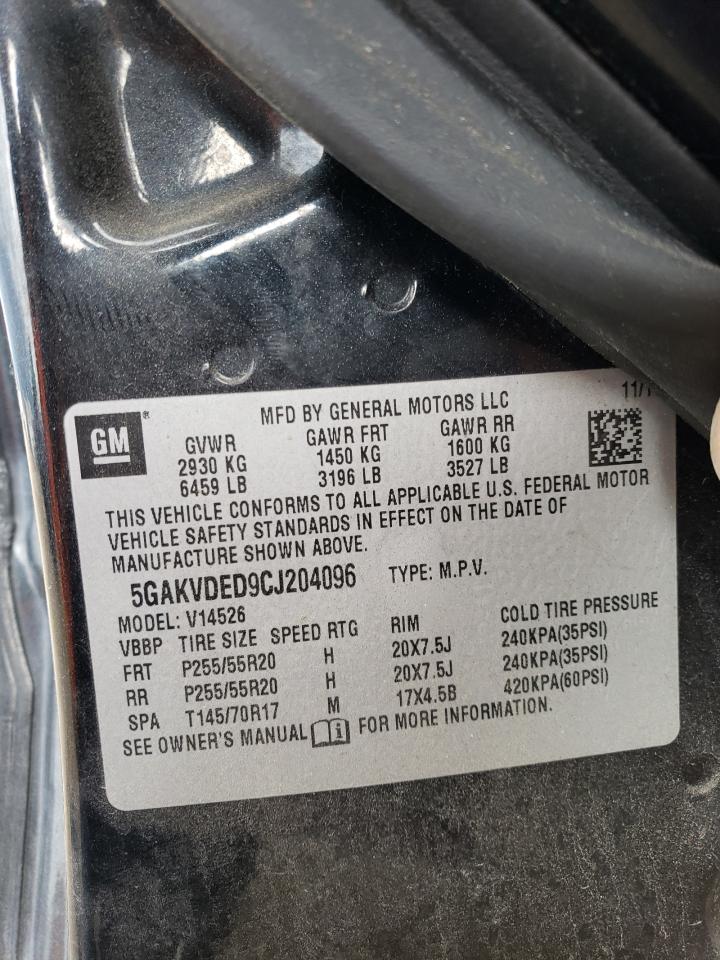 GM
®
MFD BY GENERAL MOTORS LLC
11/1
GVWR GAWR FRT GAWR RR
2930 KG 1450 KG 1600 KG
6459 LB 3196 LB 3527 LB
THIS VEHICLE CONFORMS TO ALL APPLICABLE U.S. FEDERAL MOTOR
VEHICLE SAFETY STANDARDS IN EFFECT ON THE DATE OF
MANUFACTURE SHOWN ABOVE.
5GAKVDED9CJ204096 TYPE: M.P.V.
MODEL: V14526
VBBP TIRE SIZE SPEED RTG RIM COLD TIRE PRESSURE
FRT P255/55R20 H 20X7.5J 240KPA(35PSI)
RR P255/55R20 H 20X7.5J 240KPA(35PSI)
SPA T145/70R17 M 17X4.5B 420KPA(60PSI)
SEE OWNER'S MANUAL FOR MORE INFORMATION.